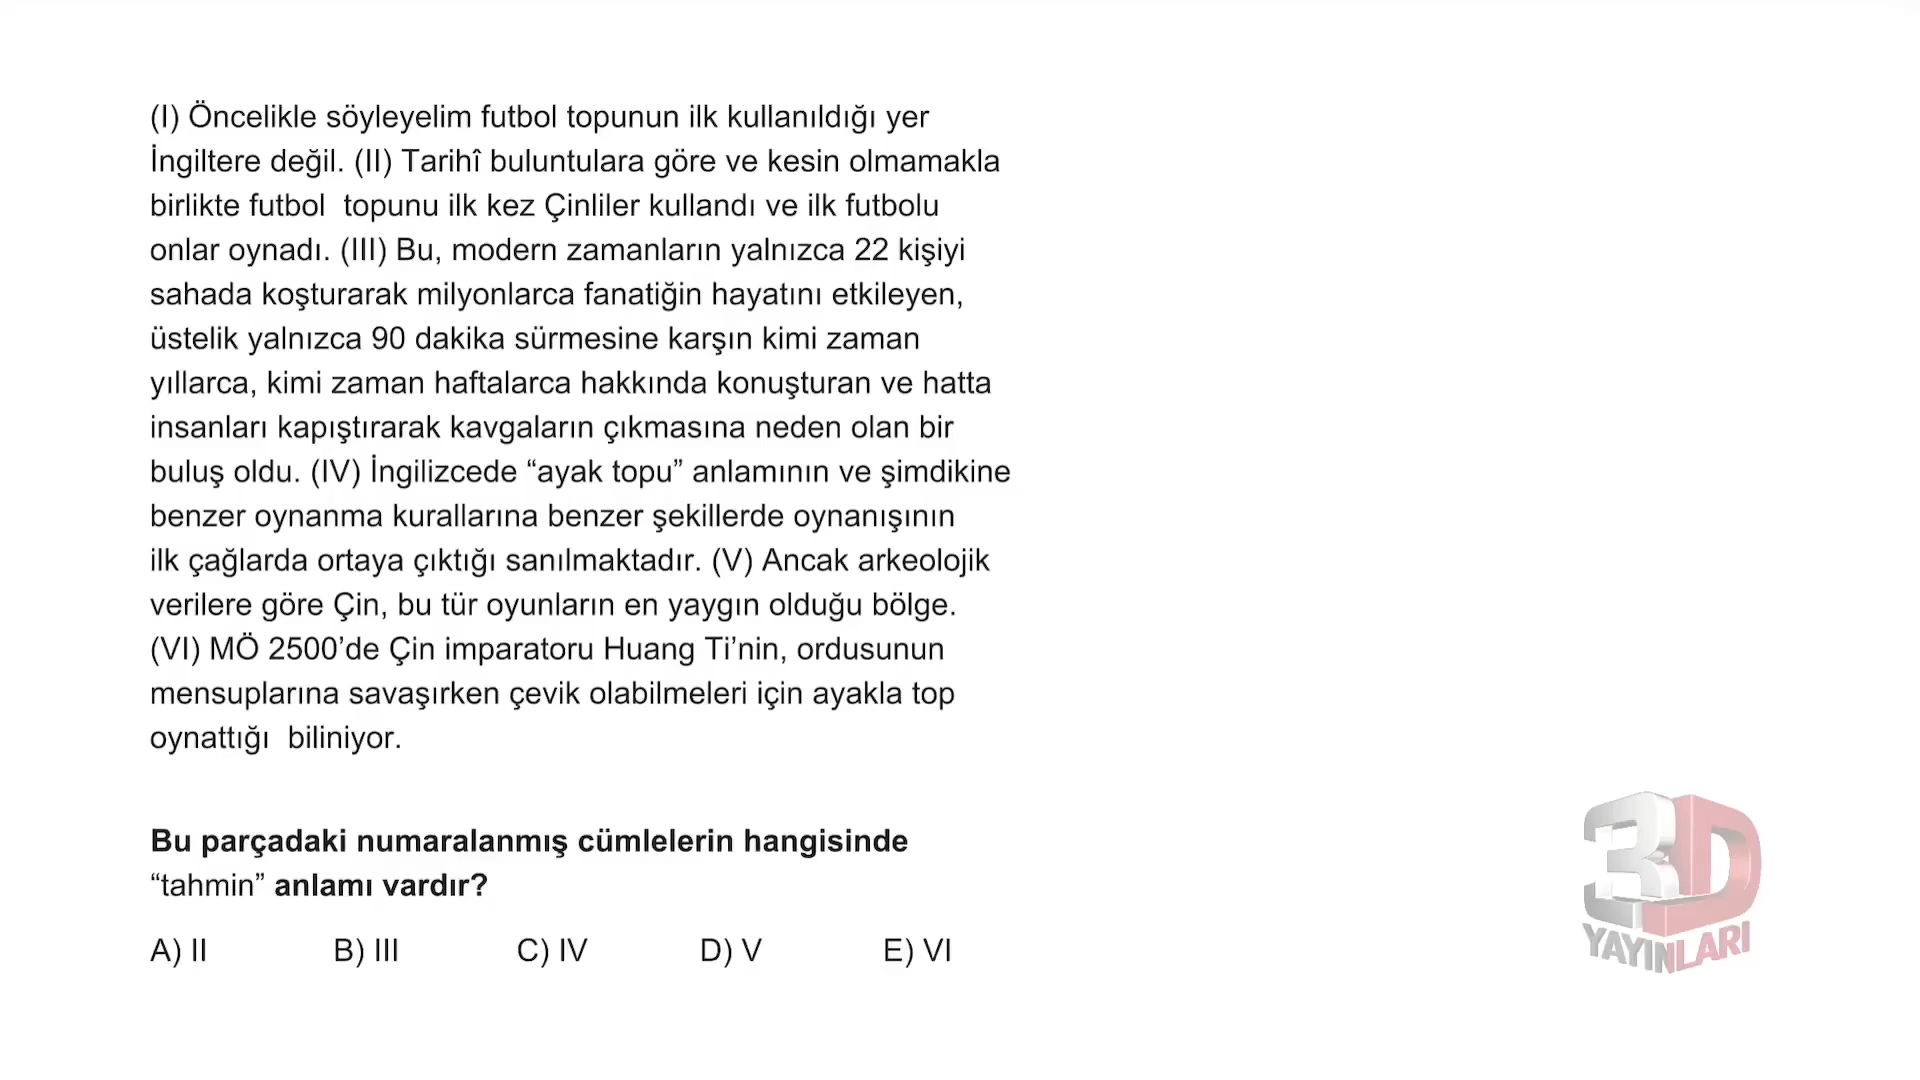 (I) Öncelikle söyleyelim futbol topunun ilk kullanıldığı yer
İngiltere değil. (II) Tarihî buluntulara göre ve kesin olmamakla
birlikte futbol  topunu ilk kez Çinliler kullandı ve ilk futbolu
onlar oynadı. (III) Bu, modern zamanların yalnızca 22 kişiyi
sahada koşturarak milyonlarca fanatiğin hayatını etkileyen,
üstelik yalnızca 90 dakika sürmesine karşın kimi zaman
yıllarca, kimi zaman haftalarca hakkında konuşturan ve hatta
insanları kapıştırarak kavgaların çıkmasına neden olan bir
buluş oldu. (IV) İngilizcede “ayak topu” anlamının ve şimdikine
benzer oynanma kurallarına benzer şekillerde oynanışının
ilk çağlarda ortaya çıktığı sanılmaktadır. (V) Ancak arkeolojik
verilere göre Çin, bu tür oyunların en yaygın olduğu bölge.
(VI) MÖ 2500’de Çin imparatoru Huang Ti’nin, ordusunun
mensuplarına savaşırken çevik olabilmeleri için ayakla top
oynattığı  biliniyor.
Bu parçadaki numaralanmış cümlelerin hangisinde
“tahmin” anlamı vardır?
A) II B) III C) IV D) V E) VI
3D
YAYINLARI